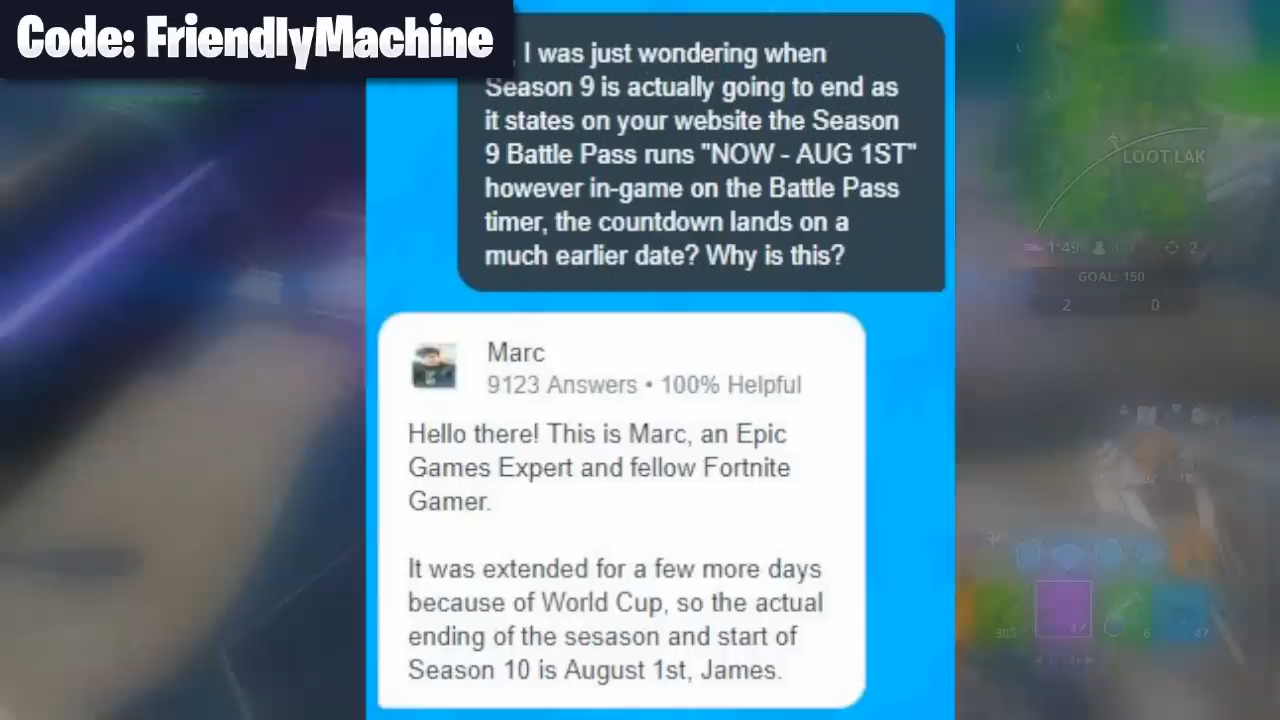 Code: FriendlyMachine
I was just wondering when
Season 9 is actually going to end as
it states on your website the Season
9 Battle Pass runs "NOW - AUG 1ST"
however in-game on the Battle Pass
timer, the countdown lands on a
much earlier date? Why is this?
Marc
9123 Answers • 100% Helpful
Hello there! This is Marc, an Epic
Games Expert and fellow Fortnite
Gamer.
It was extended for a few more days
because of World Cup, so the actual
ending of the sesason and start of
Season 10 is August 1st, James.
LOOT LAK
1:49
2
GOAL: 150
2 0
6 47